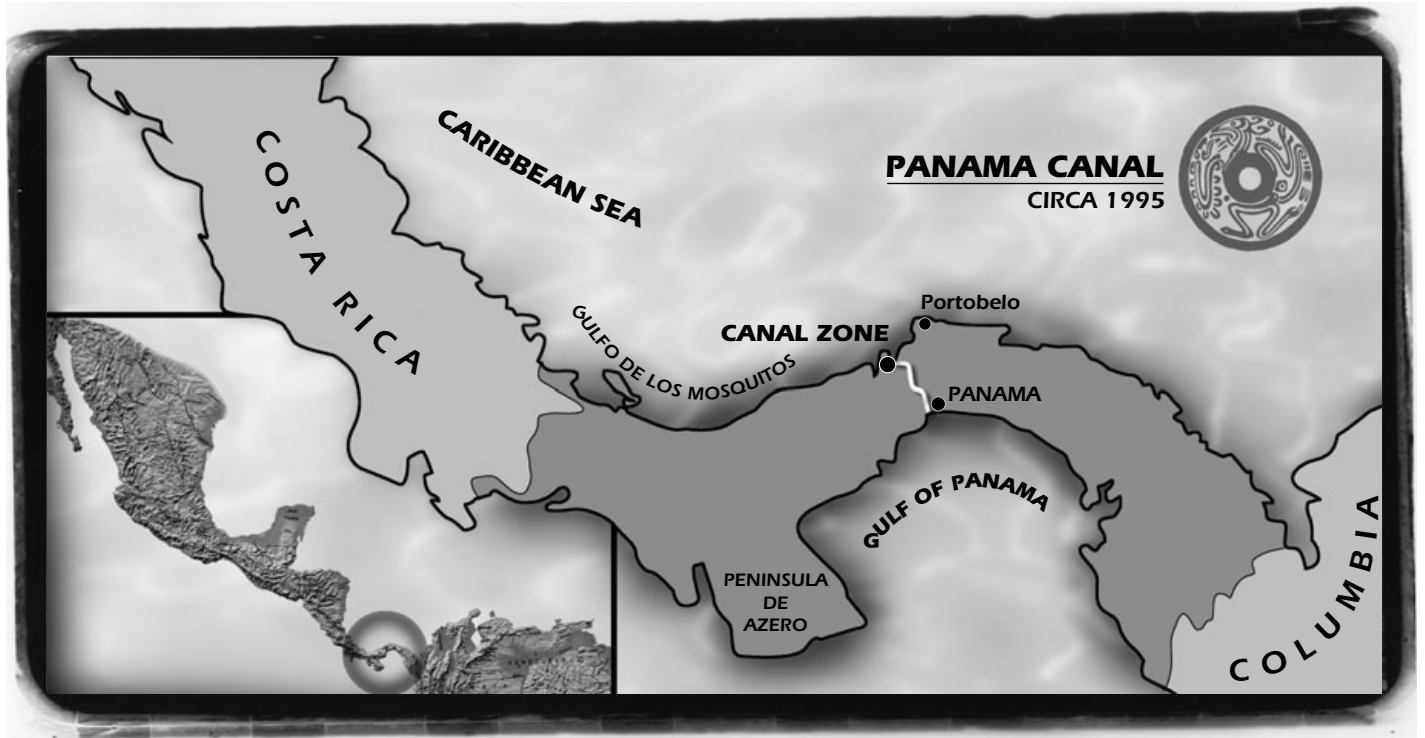 PANAMA CANAL
CIRCA 1995
COSTA RICA
CARIBBEAN SEA
GULFO DE LOS MOSQUITOS
CANAL ZONE
Portobelo
PANAMA
GULF OF PANAMA
PENINSULA
DE
AZERO
COLUMBIA